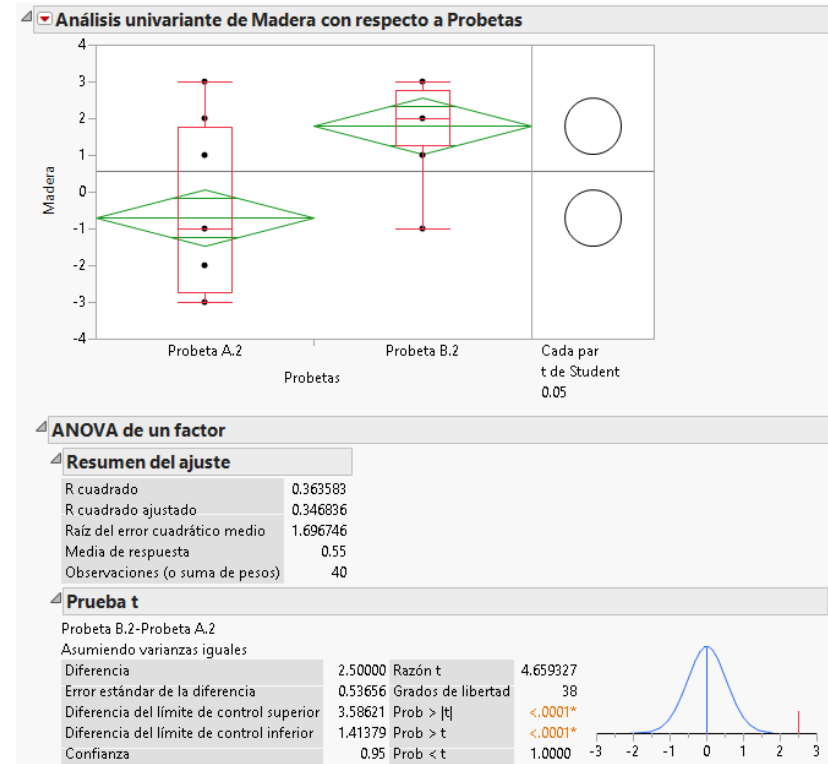 Análisis univariante de Madera con respecto a Probetas
4
3
2
1
0
-1
-2
-3
-4
Madera
Probeta A.2 Probeta B.2 Cada par
Probetas t de Student
0.05
ANOVA de un factor
Resumen del ajuste
R cuadrado 0.363583
R cuadrado ajustado 0.346836
Raíz del error cuadrático medio 1.696746
Media de respuesta 0.55
Observaciones (o suma de pesos) 40
Prueba t
Probeta B.2-Probeta A.2
Asumiendo varianzas iguales
Diferencia 2.50000 Razón t 4.659327
Error estándar de la diferencia 0.53656 Grados de libertad 38
Diferencia del límite de control superior 3.58621 Prob > |t| <.0001*
Diferencia del límite de control inferior 1.41379 Prob > t <.0001*
Confianza 0.95 Prob < t 1.0000 -3 -2 -1 0 1 2 3